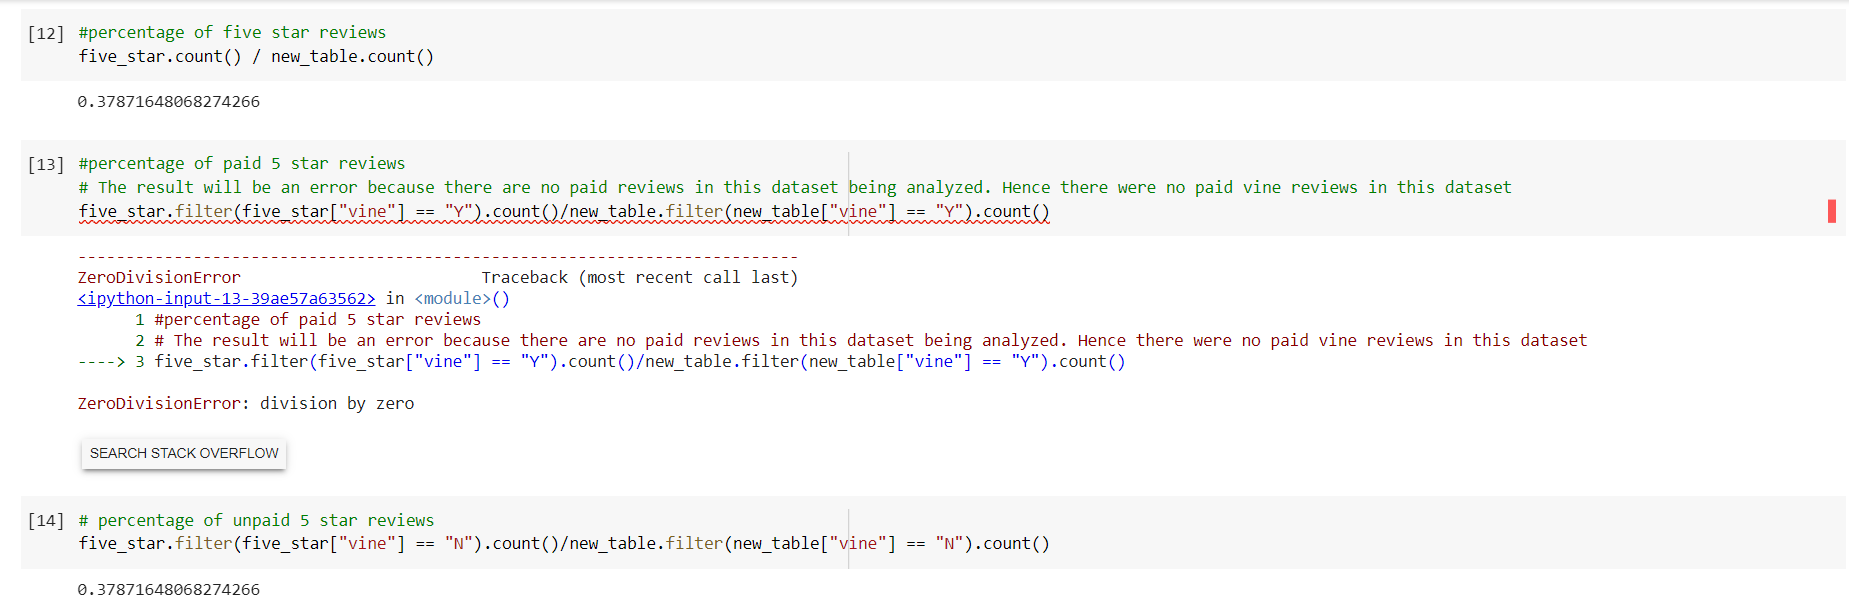 [12] #percentage of five star reviews
five_star.count() / new_table.count()
0.37871648068274266
[13] #percentage of paid 5 star reviews
# The result will be an error because there are no paid reviews in this dataset being analyzed. Hence there were no paid vine reviews in this dataset
five_star.filter(five_star["vine"] == "Y").count()/new_table.filter(new_table["vine"] == "Y").count()
---------------------------------------------------------------------------
ZeroDivisionError                         Traceback (most recent call last)
<ipython-input-13-39ae57a63562> in <module>()
      1 #percentage of paid 5 star reviews
      2 # The result will be an error because there are no paid reviews in this dataset being analyzed. Hence there were no paid vine reviews in this dataset
----> 3 five_star.filter(five_star["vine"] == "Y").count()/new_table.filter(new_table["vine"] == "Y").count()
ZeroDivisionError: division by zero
SEARCH STACK OVERFLOW
[14] # percentage of unpaid 5 star reviews
five_star.filter(five_star["vine"] == "N").count()/new_table.filter(new_table["vine"] == "N").count()
0.37871648068274266